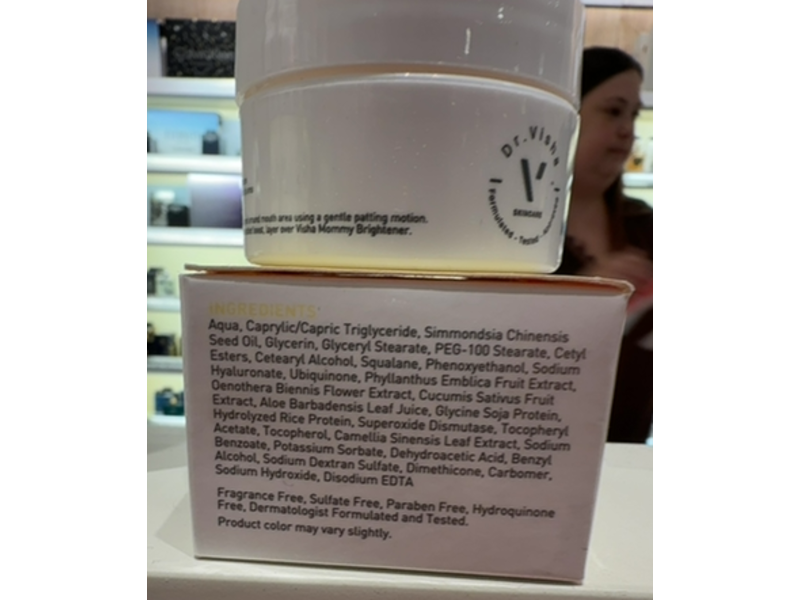 Dr. Visha
V
SKINCARE
Formulated - Tested -
mouth area using a gentle patting motion.
layer over Visha Mommy Brightener.
INGREDIENTS:
Aqua, Caprylic/Capric Triglyceride, Simmondsia Chinensis
Seed Oil, Glycerin, Glyceryl Stearate, PEG-100 Stearate, Cetyl
Esters, Cetearyl Alcohol, Squalane, Phenoxyethanol, Sodium
Hyaluronate, Ubiquinone, Phyllanthus Emblica Fruit Extract,
Oenothera Biennis Flower Extract, Cucumis Sativus Fruit
Extract, Aloe Barbadensis Leaf Juice, Glycine Soja Protein,
Hydrolyzed Rice Protein, Superoxide Dismutase, Tocopheryl
Acetate, Tocopherol, Camellia Sinensis Leaf Extract, Sodium
Benzoate, Potassium Sorbate, Dehydroacetic Acid, Benzyl
Alcohol, Sodium Dextran Sulfate, Dimethicone, Carbomer,
Sodium Hydroxide, Disodium EDTA
Fragrance Free, Sulfate Free, Paraben Free, Hydroquinone
Free, Dermatologist Formulated and Tested.
Product color may vary slightly.